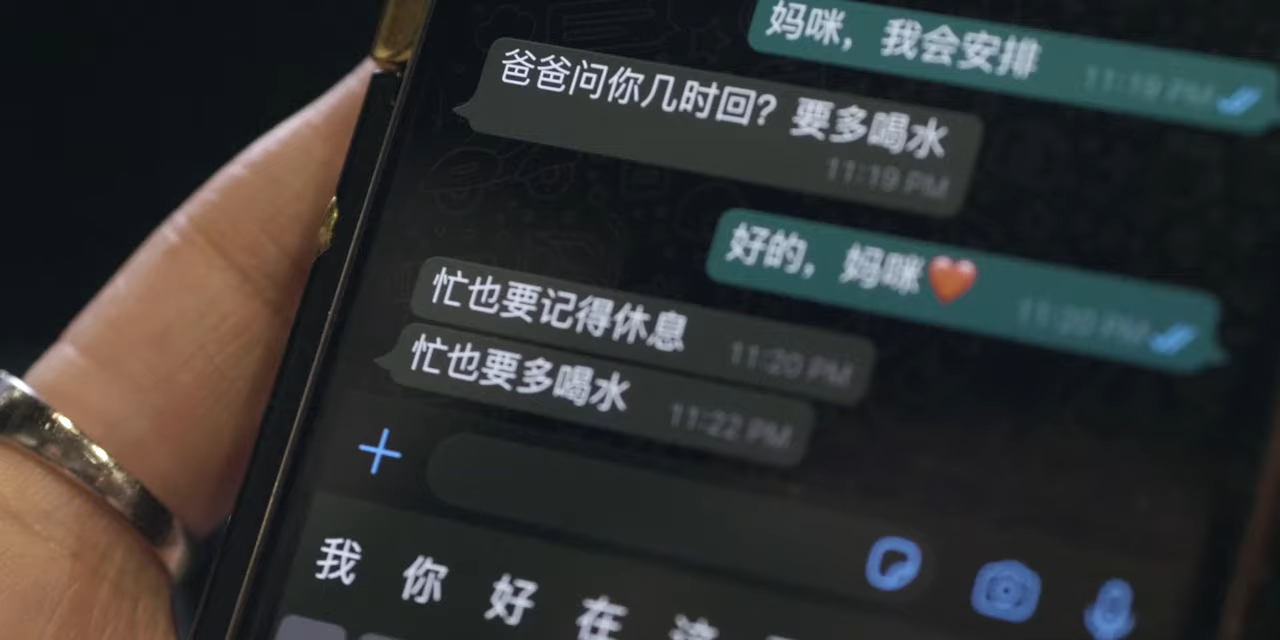 妈咪，我会安排
11:19 PM
爸爸问你几时回？要多喝水
11:19 PM
好的，妈咪❤️
11:20 PM
忙也要记得休息
11:20 PM
忙也要多喝水
11:22 PM
我 你 好 在 这